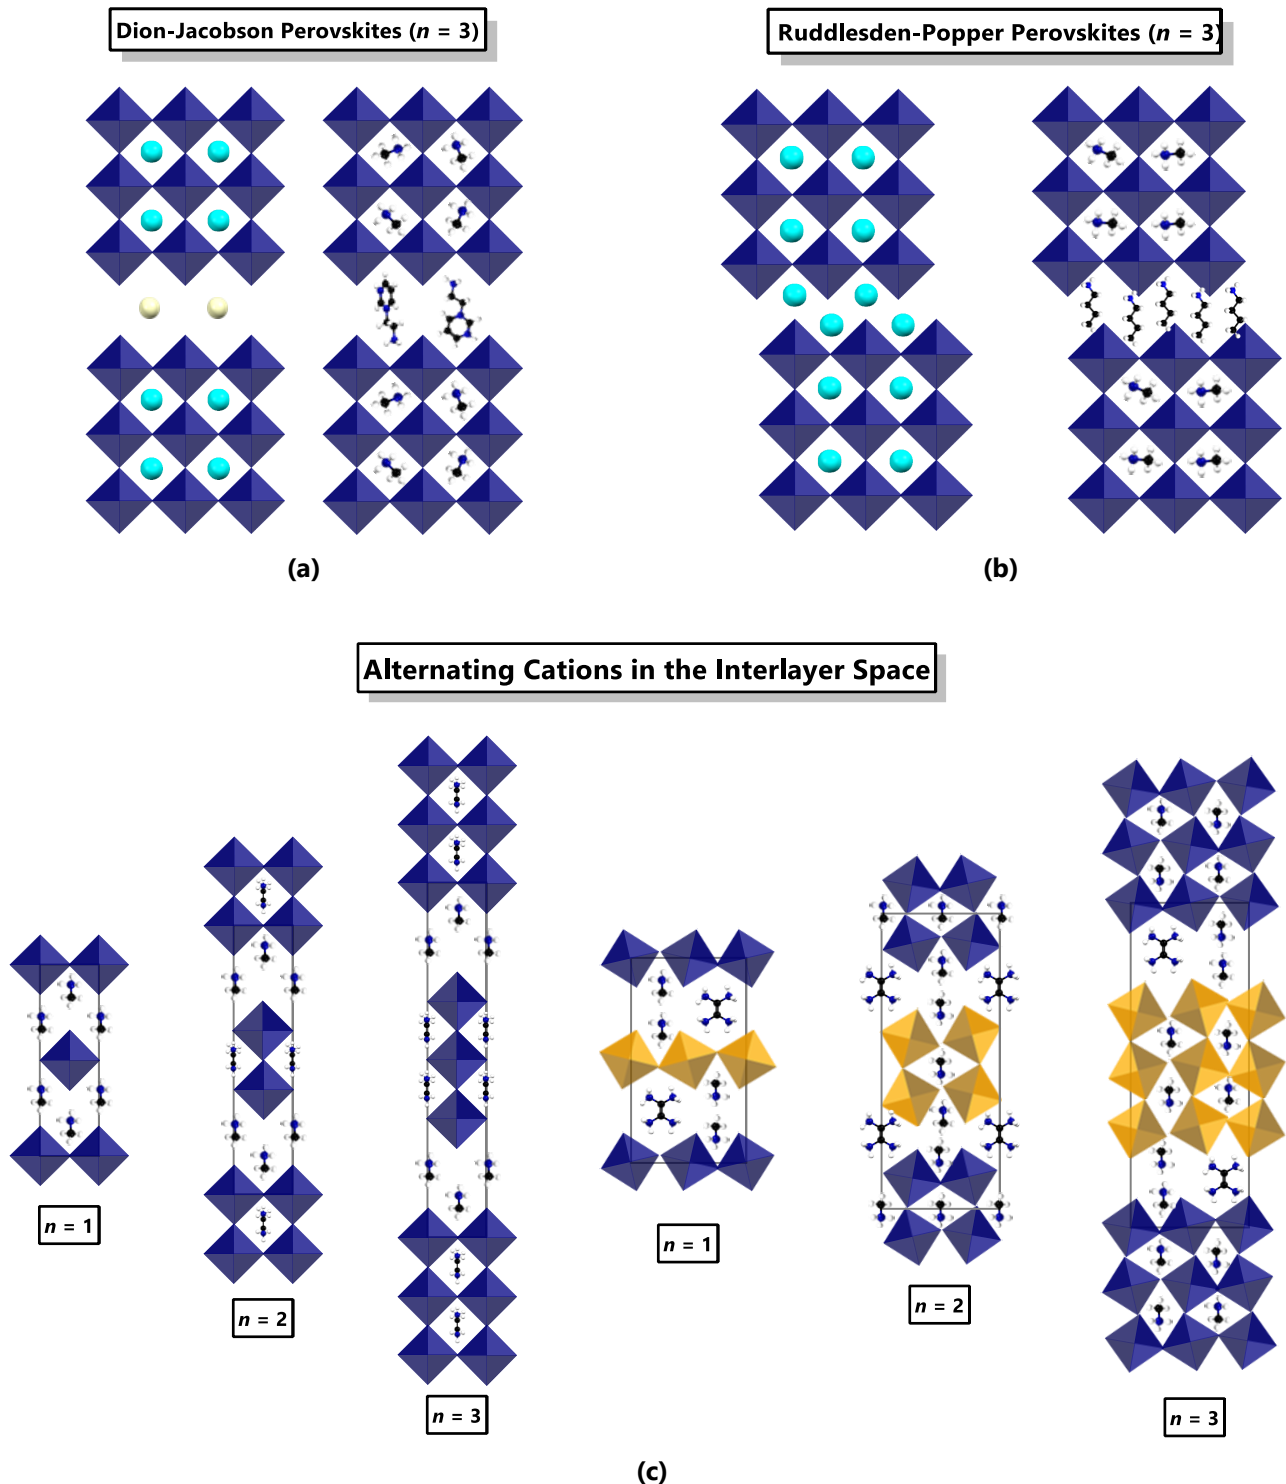 Dion-Jacobson Perovskites (n = 3)
Ruddlesden-Popper Perovskites (n = 3)
(a)
(b)
Alternating Cations in the Interlayer Space
n = 1
n = 2
n = 3
n = 1
n = 2
n = 3
(c)